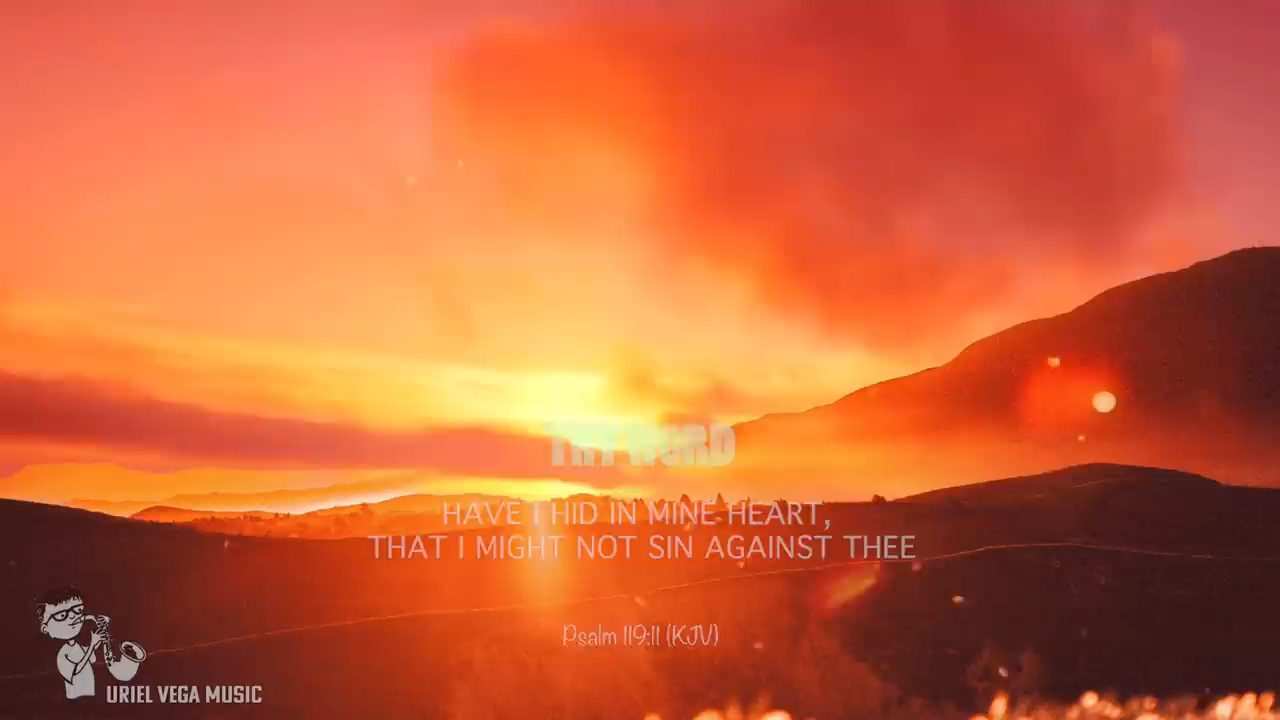 THY WORD
HAVE I HID IN MINE HEART,
THAT I MIGHT NOT SIN AGAINST THEE
Psalm 119:11 (KJV)
URIEL VEGA MUSIC